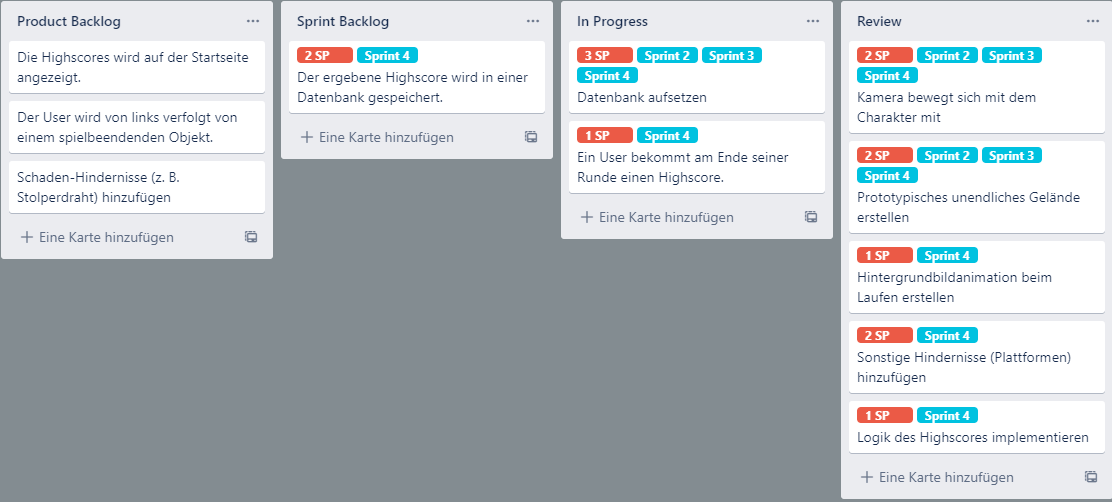 Product Backlog
Die Highscores wird auf der Startseite
angezeigt.
Der User wird von links verfolgt von
einem spielbeendenden Objekt.
Schaden-Hindernisse (z. B.
Stolperdraht) hinzufügen
Eine Karte hinzufügen
Sprint Backlog
2 SP Sprint 4
Der ergebene Highscore wird in einer
Datenbank gespeichert.
Eine Karte hinzufügen
In Progress
3 SP Sprint 2 Sprint 3
Sprint 4
Datenbank aufsetzen
1 SP Sprint 4
Ein User bekommt am Ende seiner
Runde einen Highscore.
Eine Karte hinzufügen
Review
2 SP Sprint 2 Sprint 3
Sprint 4
Kamera bewegt sich mit dem
Charakter mit
2 SP Sprint 2 Sprint 3
Sprint 4
Prototypisches unendliches Gelände
erstellen
1 SP Sprint 4
Hintergrundbildanimation beim
Laufen erstellen
2 SP Sprint 4
Sonstige Hindernisse (Plattformen)
hinzufügen
1 SP Sprint 4
Logik des Highscores implementieren
Eine Karte hinzufügen